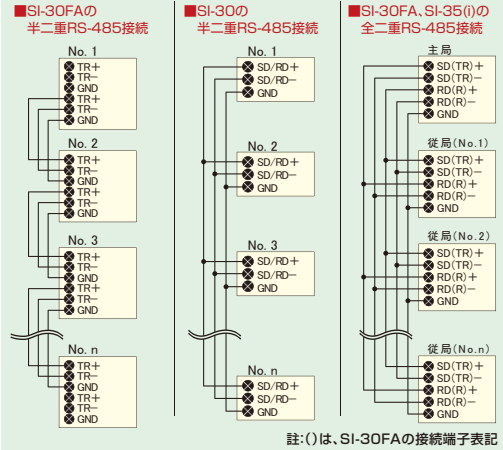 ■SI-30FAの
半二重RS-485接続
No. 1
TR+
TR−
GND
TR+
TR−
GND
No. 2
TR+
TR−
GND
TR+
TR−
GND
No. 3
TR+
TR−
GND
TR+
TR−
GND
No. n
TR+
TR−
GND
TR+
TR−
GND
■SI-30の
半二重RS-485接続
No. 1
SD/RD+
SD/RD−
GND
No. 2
SD/RD+
SD/RD−
GND
No. 3
SD/RD+
SD/RD−
GND
No. n
SD/RD+
SD/RD−
GND
■SI-30FA、SI-35(i)の
全二重RS-485接続
主局
SD(TR)+
SD(TR)−
RD(R)+
RD(R)−
GND
従局(No.1)
SD(TR)+
SD(TR)−
RD(R)+
RD(R)−
GND
従局(No.2)
SD(TR)+
SD(TR)−
RD(R)+
RD(R)−
GND
従局(No.n)
SD(TR)+
SD(TR)−
RD(R)+
RD(R)−
GND
註:()は、SI-30FAの接続端子表記